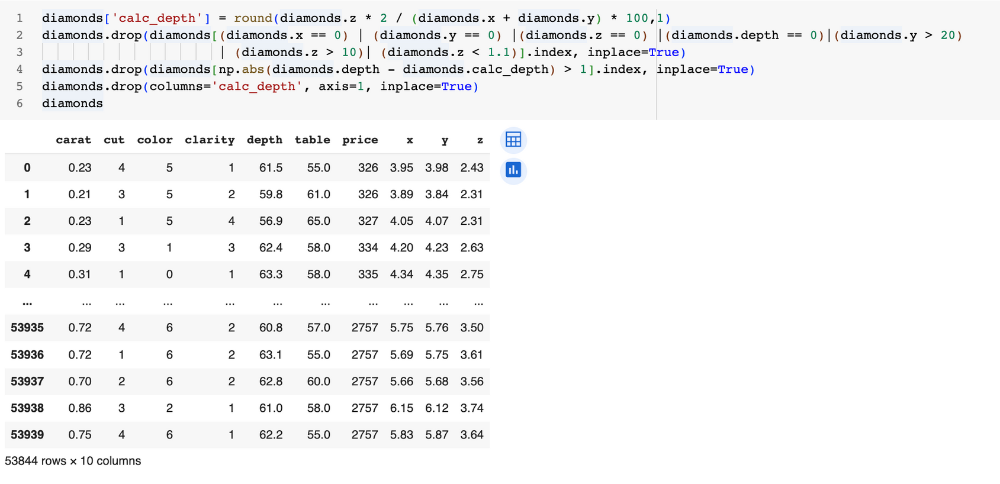 1 diamonds['calc_depth'] = round(diamonds.z * 2 / (diamonds.x + diamonds.y) * 100,1)
2 diamonds.drop(diamonds[(diamonds.x == 0) | (diamonds.y == 0) |(diamonds.z == 0) |(diamonds.depth == 0)|(diamonds.y > 20)
3 | (diamonds.z > 10)| (diamonds.z < 1.1)].index, inplace=True)
4 diamonds.drop(diamonds[np.abs(diamonds.depth - diamonds.calc_depth) > 1].index, inplace=True)
5 diamonds.drop(columns='calc_depth', axis=1, inplace=True)
6 diamonds
carat cut color clarity depth table price x y z
0 0.23 4 5 1 61.5 55.0 326 3.95 3.98 2.43
1 0.21 3 5 2 59.8 61.0 326 3.89 3.84 2.31
2 0.23 1 5 4 56.9 65.0 327 4.05 4.07 2.31
3 0.29 3 1 3 62.4 58.0 334 4.20 4.23 2.63
4 0.31 1 0 1 63.3 58.0 335 4.34 4.35 2.75
... ... ... ... ... ... ... ... ... ... ...
53935 0.72 4 6 2 60.8 57.0 2757 5.75 5.76 3.50
53936 0.72 1 6 2 63.1 55.0 2757 5.69 5.75 3.61
53937 0.70 2 6 2 62.8 60.0 2757 5.66 5.68 3.56
53938 0.86 3 2 1 61.0 58.0 2757 6.15 6.12 3.74
53939 0.75 4 6 1 62.2 55.0 2757 5.83 5.87 3.64
53844 rows × 10 columns